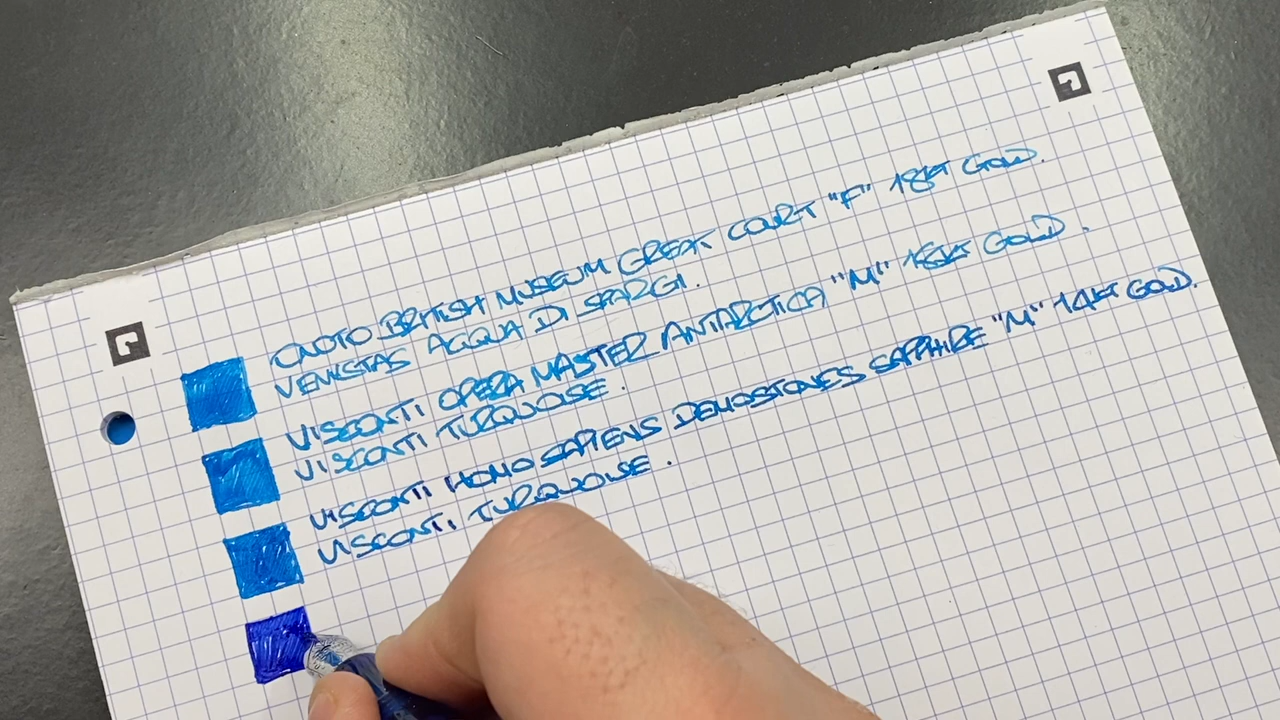 ONOTO BRITISH MUSEUM GREAT COURT "F" 18KT GOLD.
VENUSTAS ACQUA DI SPARGI.
VISCONTI OPERA MASTER ANTARCTICA "M" 18KT GOLD.
VISCONTI TURQUOISE.
VISCONTI HOMO SAPIENS DEMOSTONES SAPPHIRE "M" 14KT GOLD.
VISCONTI TURQUOISE.